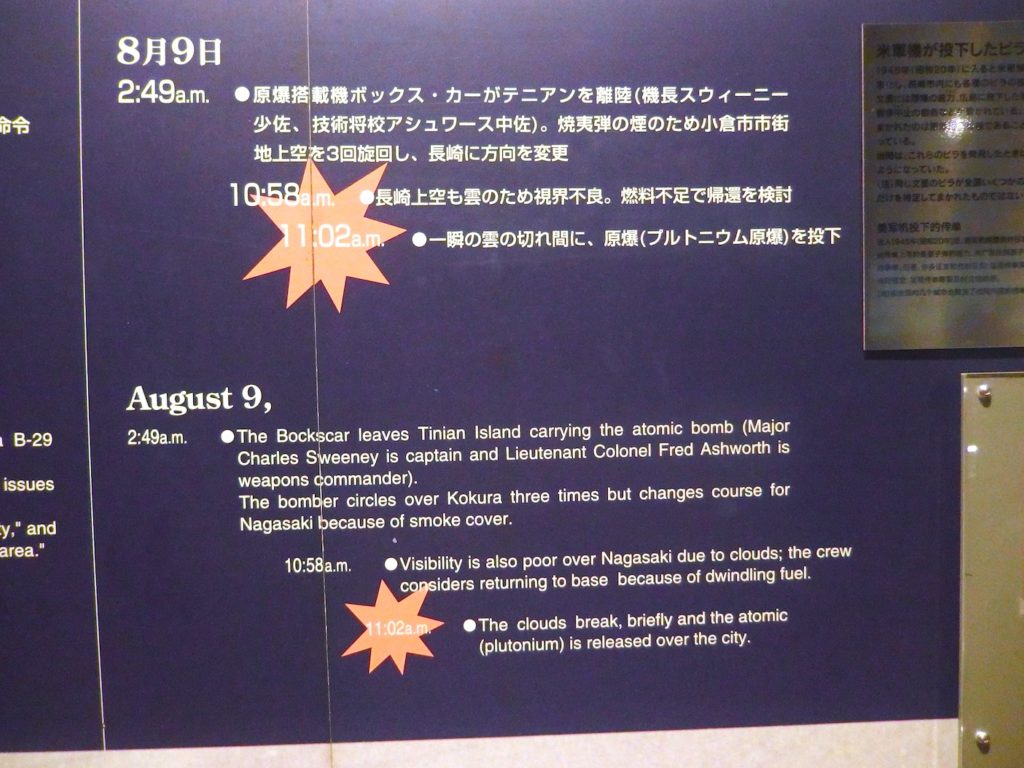 命令
8月9日
2:49a.m. ●原爆搭載機ボックス・カーがテニアンを離陸(機長スウィーニー
少佐、技術将校アシュワース中佐)。焼夷弾の煙のため小倉市市街
地上空を3回旋回し、長崎に方向を変更
10:58a.m. ●長崎上空も雲のため視界不良。燃料不足で帰還を検討
11:02a.m. ●一瞬の雲の切れ間に、原爆(プルトニウム原爆)を投下
米軍機が投下したビラ
B-29
issues
ty," and
area."
August 9,
2:49a.m. ●The Bockscar leaves Tinian Island carrying the atomic bomb (Major
Charles Sweeney is captain and Lieutenant Colonel Fred Ashworth is
weapons commander).
The bomber circles over Kokura three times but changes course for
Nagasaki because of smoke cover.
10:58a.m. ●Visibility is also poor over Nagasaki due to clouds; the crew
considers returning to base because of dwindling fuel.
11:02a.m. ●The clouds break, briefly and the atomic
(plutonium) is released over the city.